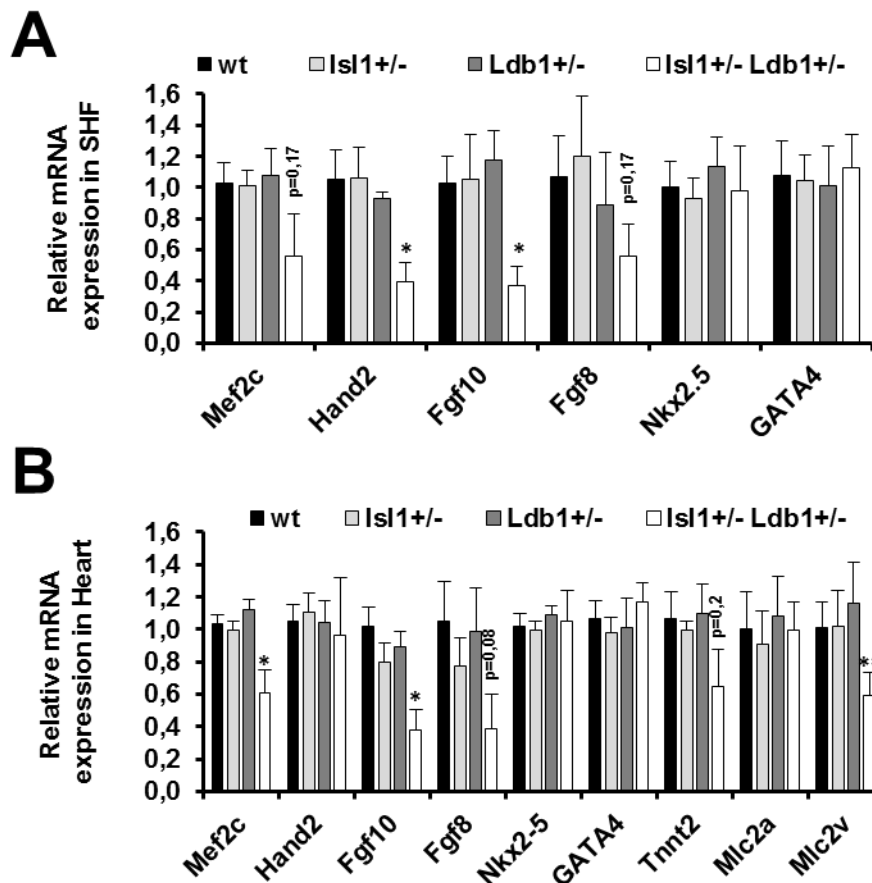 A
wt Isl1+/- Ldb1+/- Isl1+/- Ldb1+/-
Relative mRNA
expression in SHF
1,6
1,4
1,2
1,0
0,8
0,6
0,4
0,2
0,0
p=0,17
*
*
p=0,17
Mef2c Hand2 Fgf10 Fgf8 Nkx2.5 GATA4
B
wt Isl1+/- Ldb1+/- Isl1+/- Ldb1+/-
Relative mRNA
expression in Heart
1,6
1,4
1,2
1,0
0,8
0,6
0,4
0,2
0,0
*
*
p=0,08
p=0,2
**
Mef2c Hand2 Fgf10 Fgf8 Nkx2-5 GATA4 Tnnt2 Mlc2a Mlc2v